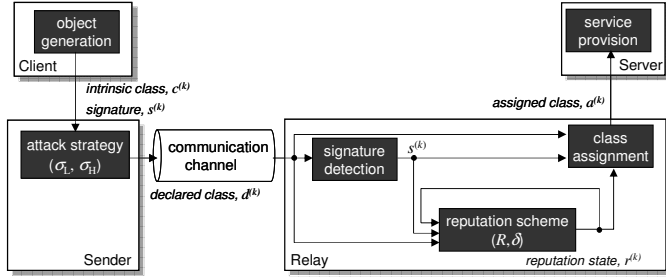 object
generation
Client
service
provision
Server
intrinsic class, c(k)
signature, s(k)
assigned class, a(k)
attack strategy
(σL, σH)
Sender
communication
channel
declared class, d(k)
signature
detection
s(k)
class
assignment
reputation scheme
(R,δ)
Relay
reputation state, r(k)